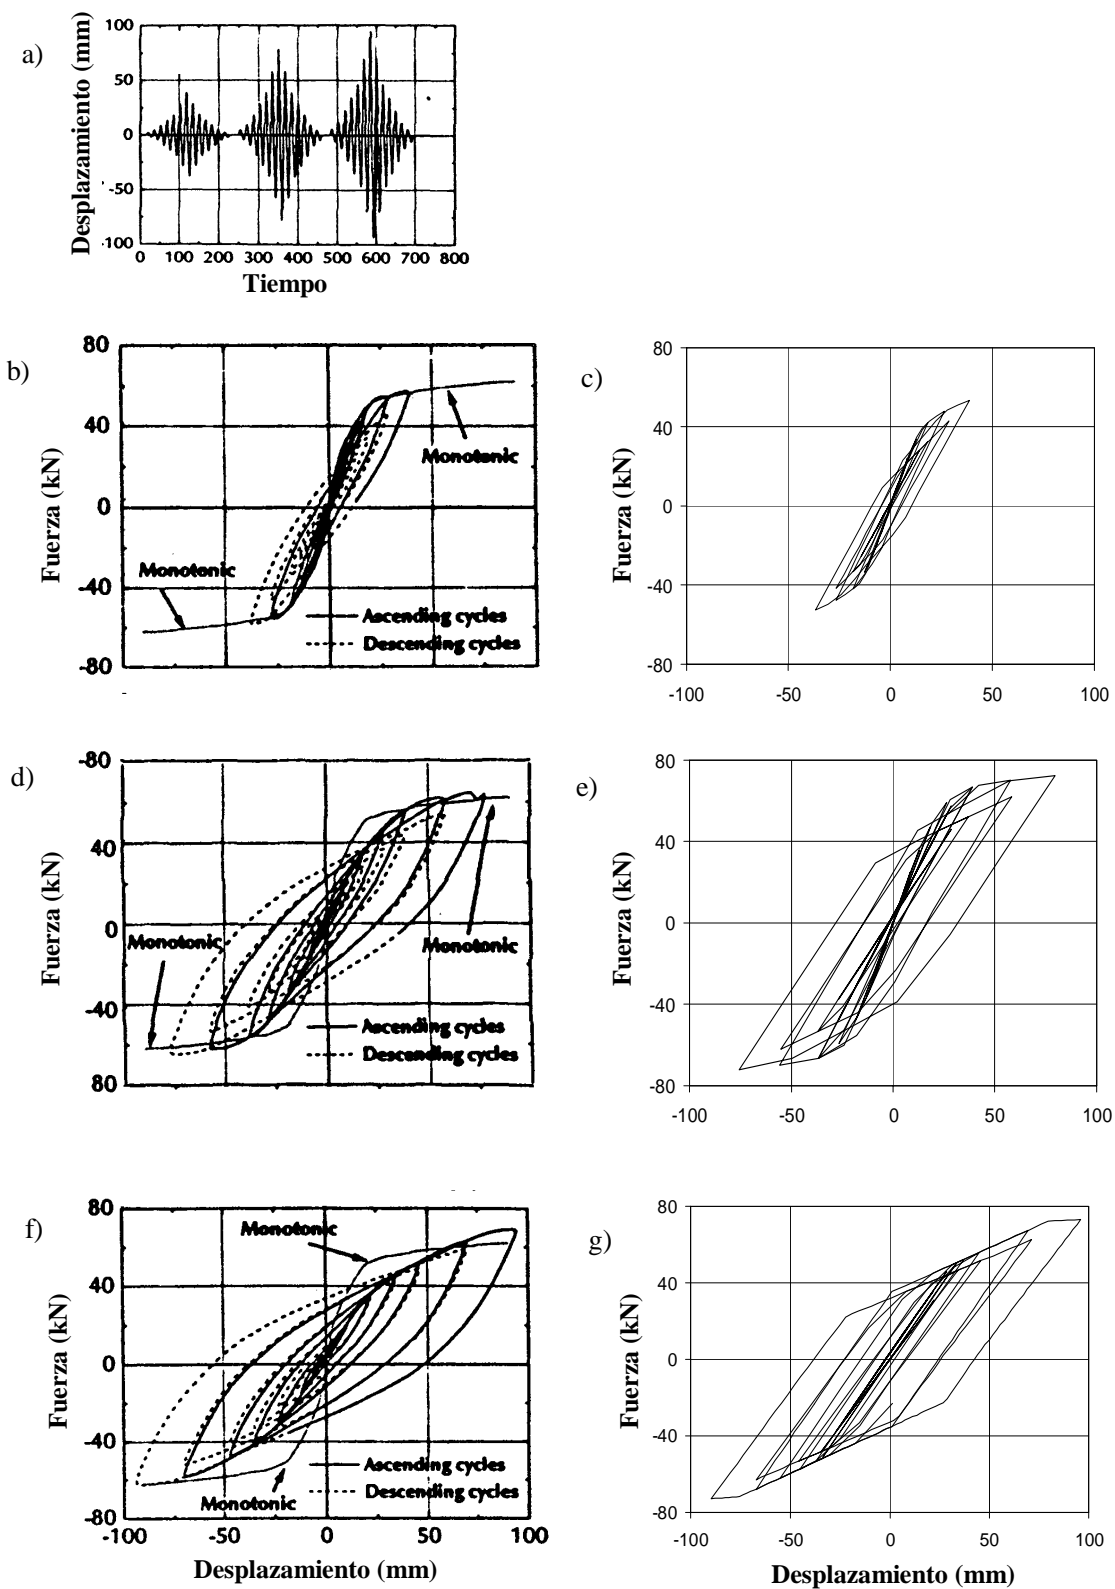 a)
Desplazamiento (mm)
100
50
0
-50
-100
0 100 200 300 400 500 600 700 800
Tiempo
b)
Fuerza (kN)
80
40
0
-40
-80
Monotonic
Monotonic
Ascending cycles
Descending cycles
c)
Fuerza (kN)
80
40
0
-40
-80
-100 -50 0 50 100
d)
Fuerza (kN)
-80
40
0
-40
80
Monotonic
Monotonic
Ascending cycles
Descending cycles
e)
Fuerza (kN)
80
40
0
-40
-80
-100 -50 0 50 100
f)
Fuerza (kN)
80
40
0
-40
-80
Monotonic
Monotonic
Ascending cycles
Descending cycles
-100 -50 0 50 100
Desplazamiento (mm)
g)
Fuerza (kN)
80
40
0
-40
-80
-100 -50 0 50 100
Desplazamiento (mm)